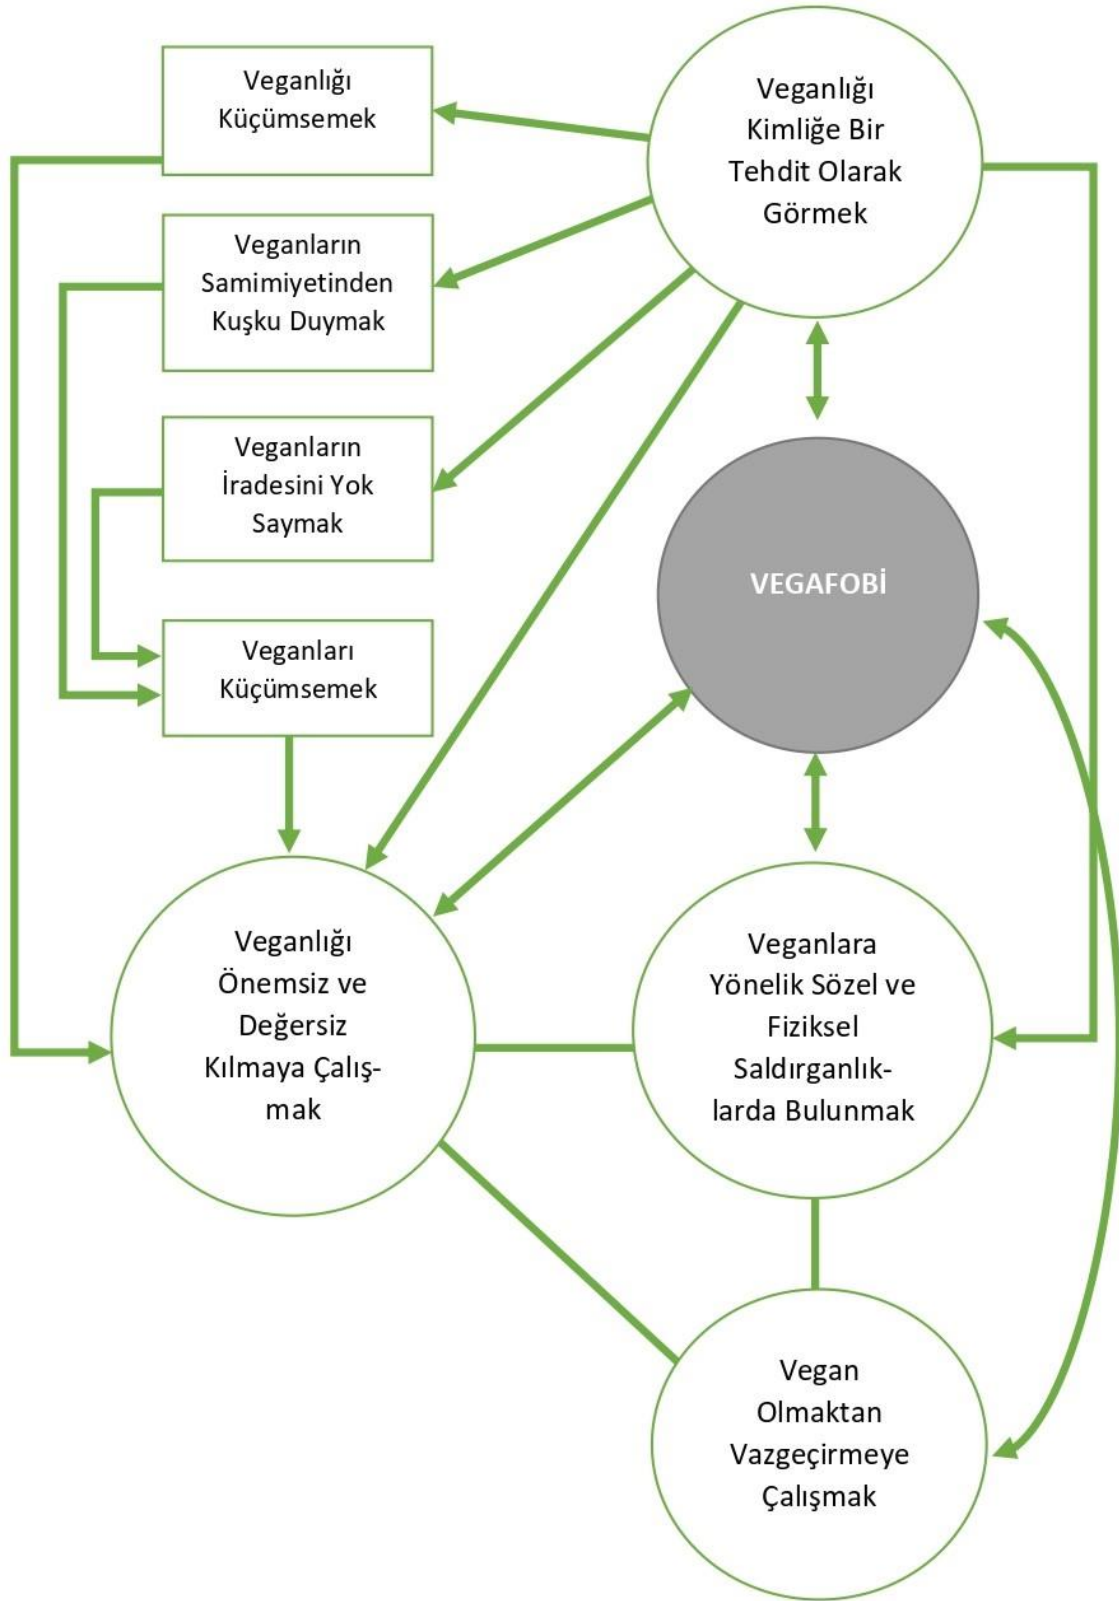 Veganlığı
Küçümsemek
Veganlığı
Kimliğe Bir
Tehdit Olarak
Görmek
Veganların
Samimiyetinden
Kuşku Duymak
Veganların
İradesini Yok
Saymak
VEGAFOBİ
Veganları
Küçümsemek
Veganlığı
Önemsiz ve
Değersiz
Kılmaya Çalış-
mak
Veganlara
Yönelik Sözel ve
Fiziksel
Saldırganlık-
larda Bulunmak
Vegan
Olmaktan
Vazgeçirmeye
Çalışmak